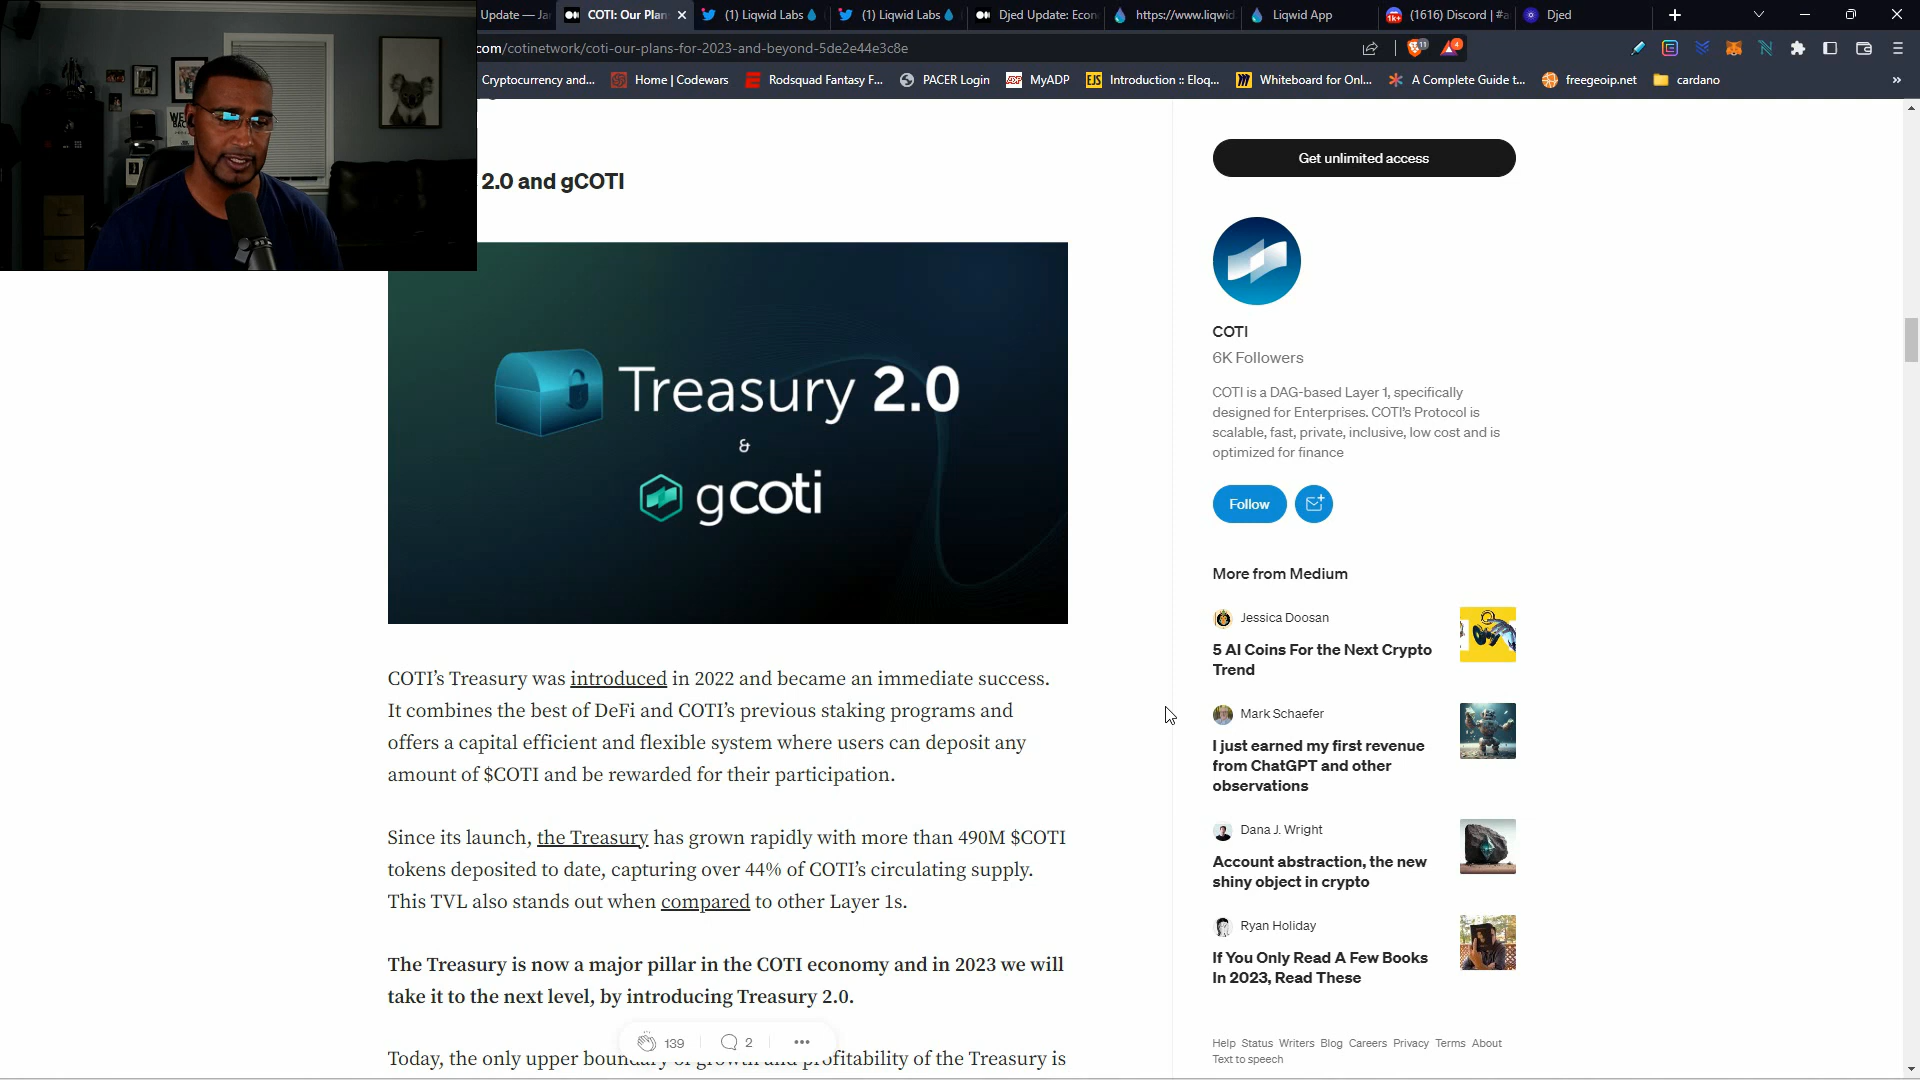 Update — Ja
COTI: Our Plan
(1) Liqwid Labs
(1) Liqwid Labs
Djed Update: Econ
https://www.liqwid
Liqwid App
(1616) Discord | #a
Djed
com/cotinetwork/coti-our-plans-for-2023-and-beyond-5de2e44e3c8e
11
4
Cryptocurrency and...
Home | Codewars
Rodsquad Fantasy F...
PACER Login
MyADP
Introduction :: Eloq...
Whiteboard for Onl...
A Complete Guide t...
freegeoip.net
cardano
2.0 and gCOTI
Treasury 2.0
&
gcoti
COTI’s Treasury was introduced in 2022 and became an immediate success.
It combines the best of DeFi and COTI’s previous staking programs and
offers a capital efficient and flexible system where users can deposit any
amount of $COTI and be rewarded for their participation.
Since its launch, the Treasury has grown rapidly with more than 490M $COTI
tokens deposited to date, capturing over 44% of COTI’s circulating supply.
This TVL also stands out when compared to other Layer 1s.
The Treasury is now a major pillar in the COTI economy and in 2023 we will
take it to the next level, by introducing Treasury 2.0.
139
2
Today, the only upper boundary of growth and profitability of the Treasury is
Get unlimited access
COTI
6K Followers
COTI is a DAG-based Layer 1, specifically
designed for Enterprises. COTI’s Protocol is
scalable, fast, private, inclusive, low cost and is
optimized for finance
Follow
More from Medium
Jessica Doosan
5 AI Coins For the Next Crypto
Trend
Mark Schaefer
I just earned my first revenue
from ChatGPT and other
observations
Dana J. Wright
Account abstraction, the new
shiny object in crypto
Ryan Holiday
If You Only Read A Few Books
In 2023, Read These
Help Status Writers Blog Careers Privacy Terms About
Text to speech